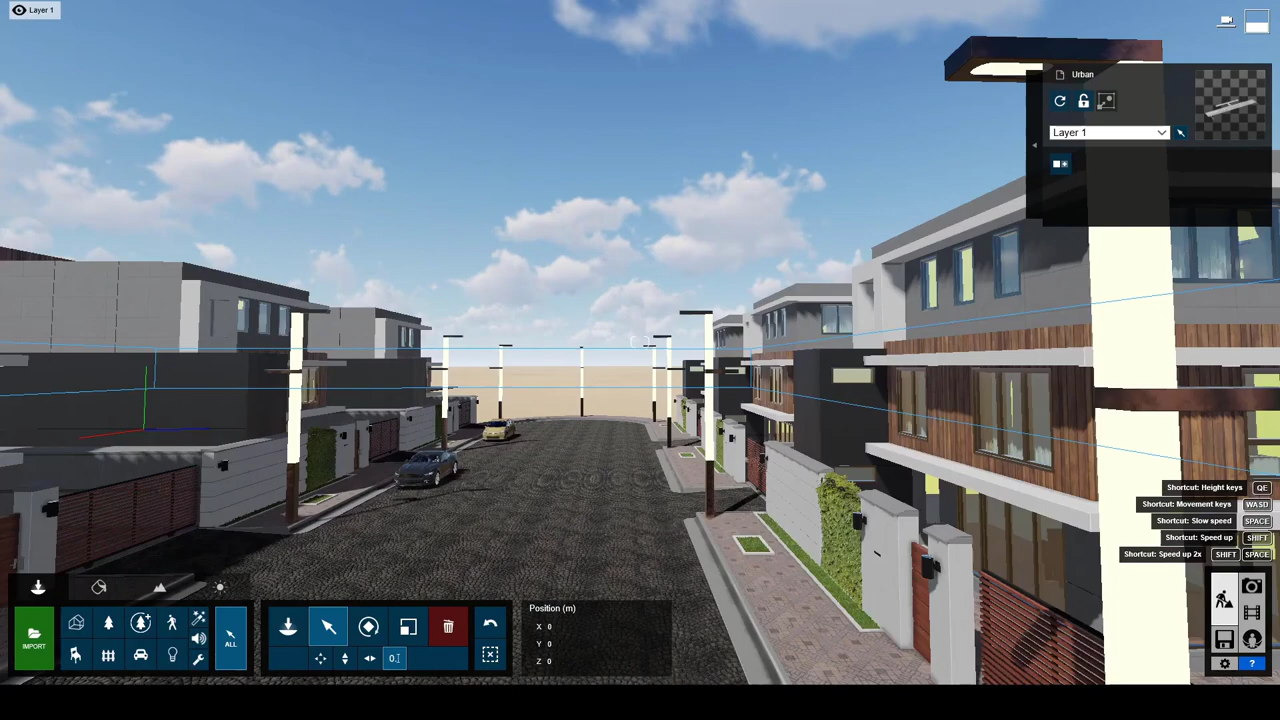 Layer 1
Urban
Layer 1
Shortcut: Height keys QE
Shortcut: Movement keys WASD
Shortcut: Slow speed SPACE
Shortcut: Speed up SHIFT
Shortcut: Speed up 2x SHIFT SPACE
IMPORT
ALL
0.
Position (m)
X 0
Y 0
Z 0
?